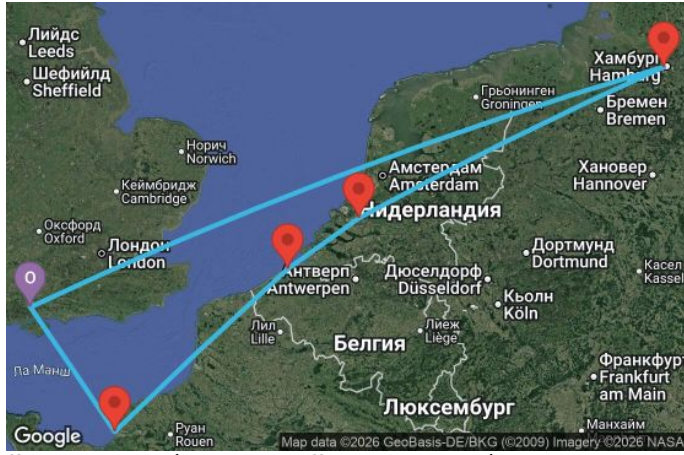 Лийдс
Leeds
Шефийлд
Sheffield
Хамбург
Hamburg
Грьонинген
Groningen
Бремен
Bremen
Норич
Norwich
Амстердам
Amsterdam
Хановер
Hannover
Кеймбридж
Cambridge
Нидерландия
Оксфорд
Oxford
Лондон
London
Дортмунд
Dortmund
O
Антверп
Antwerpen
Дюселдорф
Düsseldorf
Касел
Kassel
Кьолн
Köln
Лил
Lille
Лиеж
Liège
Белгия
Ла Манш
Франкфурт
Frankfurt
am Main
Люксембург
Руан
Rouen
Манхайм
Google
Map data ©2026 GeoBasis-DE/BKG (©2009) Imagery ©2026 NASA